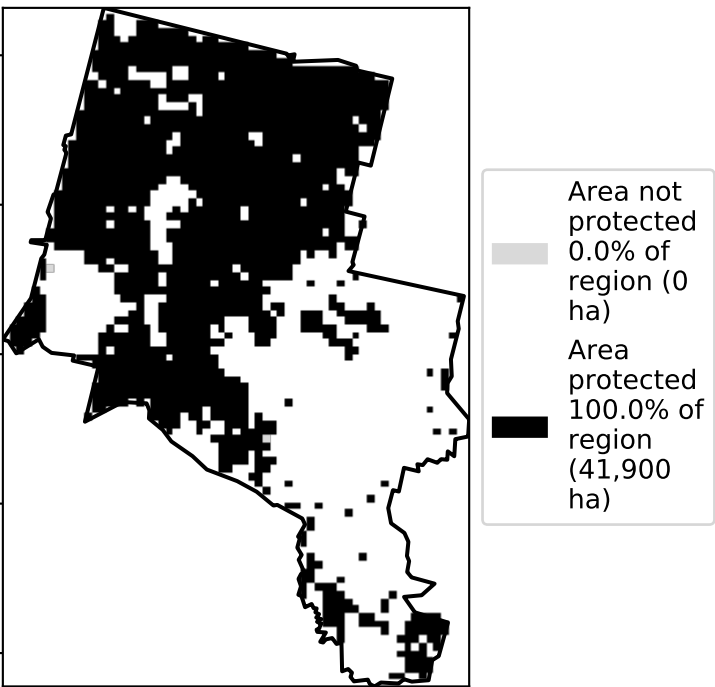 Area not
protected
0.0% of
region (0
ha)
Area
protected
100.0% of
region
(41,900
ha)